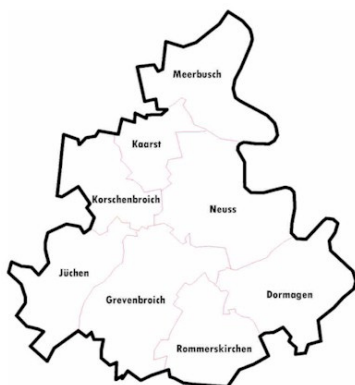 Meerbusch
Kaarst
Korschenbroich
Neuss
Jüchen
Dormagen
Grevenbroich
Rommerskirchen